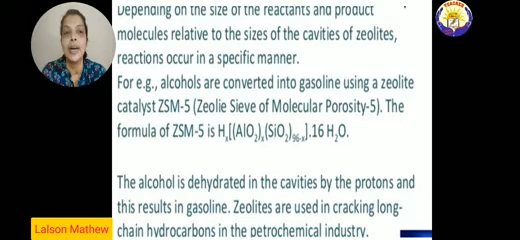 Depending on the size of the reactants and product
molecules relative to the sizes of the cavities of zeolites,
reactions occur in a specific manner.
For e.g., alcohols are converted into gasoline using a zeolite
catalyst ZSM-5 (Zeolie Sieve of Molecular Porosity-5). The
formula of ZSM-5 is Hₓ[(AlO₂)ₓ(SiO₂)₉₆₋ₓ].16 H₂O.
The alcohol is dehydrated in the cavities by the protons and
this results in gasoline. Zeolites are used in cracking long-
chain hydrocarbons in the petrochemical industry.
Lalson Mathew